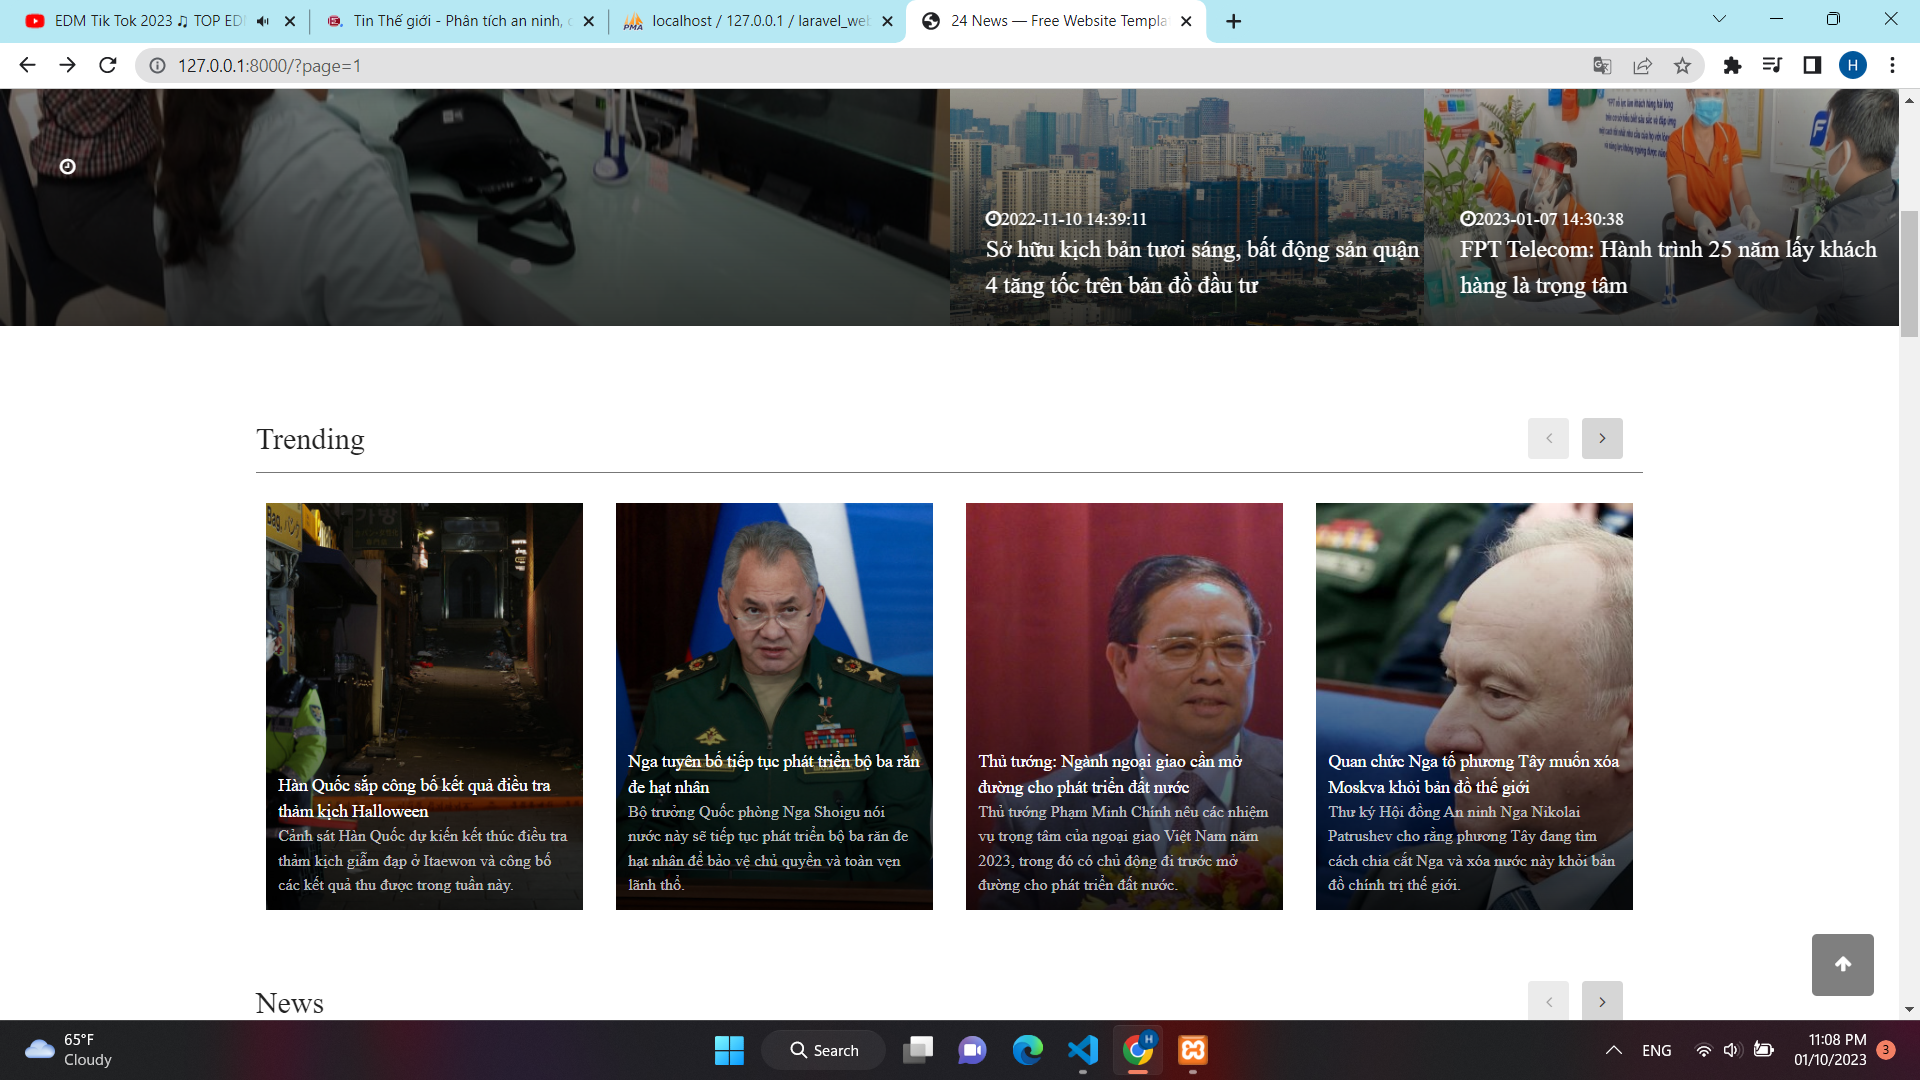 EDM Tik Tok 2023 ♫ TOP ED
Tin Thế giới - Phân tích an ninh,
localhost / 127.0.0.1 / laravel_web
24 News — Free Website Templa
127.0.0.1:8000/?page=1
H
2022-11-10 14:39:11
Sở hữu kịch bản tươi sáng, bất động sản quận
4 tăng tốc trên bản đồ đầu tư
2023-01-07 14:30:38
FPT Telecom: Hành trình 25 năm lấy khách
hàng là trọng tâm
Trending
Bag,
Hàn Quốc sắp công bố kết quả điều tra
thảm kịch Halloween
Cảnh sát Hàn Quốc dự kiến kết thúc điều tra
thảm kịch giẫm đạp ở Itaewon và công bố
các kết quả thu được trong tuần này.
Nga tuyên bố tiếp tục phát triển bộ ba răn
đe hạt nhân
Bộ trưởng Quốc phòng Nga Shoigu nói
nước này sẽ tiếp tục phát triển bộ ba răn đe
hạt nhân để bảo vệ chủ quyền và toàn vẹn
lãnh thổ.
Thủ tướng: Ngành ngoại giao cần mở
đường cho phát triển đất nước
Thủ tướng Phạm Minh Chính nêu các nhiệm
vụ trọng tâm của ngoại giao Việt Nam năm
2023, trong đó có chủ động đi trước mở
đường cho phát triển đất nước.
Quan chức Nga tố phương Tây muốn xóa
Moskva khỏi bản đồ thế giới
Thư ký Hội đồng An ninh Nga Nikolai
Patrushev cho rằng phương Tây đang tìm
cách chia cắt Nga và xóa nước này khỏi bản
đồ chính trị thế giới.
News
65°F
Cloudy
Search
ENG
11:08 PM
01/10/2023
3